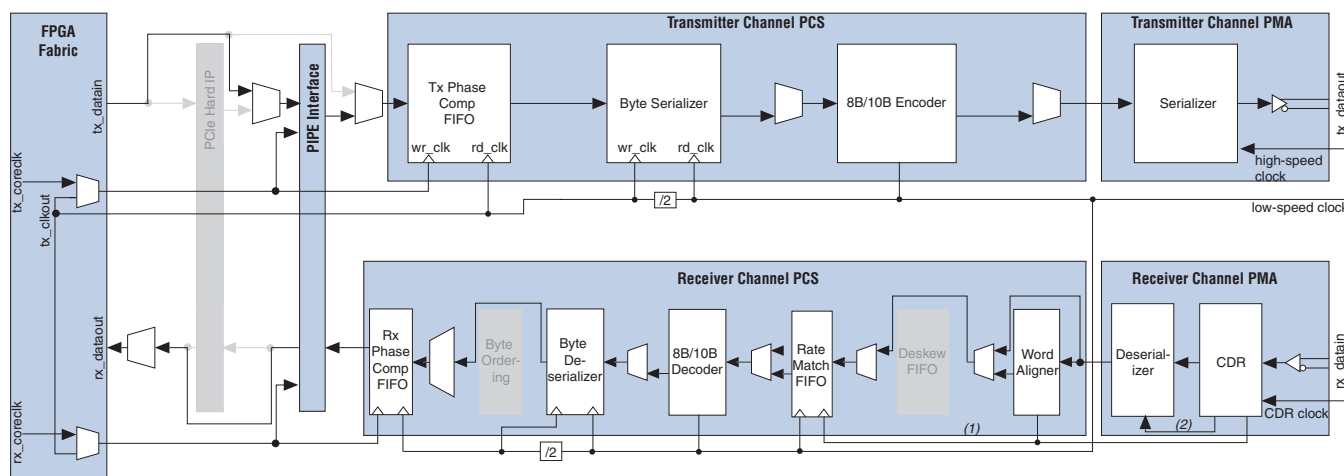 FPGA
Fabric
Transmitter Channel PCS
Transmitter Channel PMA
tx_datain
PCIe Hard IP
PIPE Interface
Tx Phase
Comp
FIFO
wr_clk
rd_clk
Byte Serializer
wr_clk
rd_clk
8B/10B Encoder
Serializer
tx_dataout
high-speed
clock
tx_coreclk
tx_clkout
/2
low-speed clock
Receiver Channel PCS
Receiver Channel PMA
rx_dataout
Rx
Phase
Comp
FIFO
Byte
Order-
ing
Byte
De-
serializer
8B/10B
Decoder
Rate
Match
FIFO
Deskew
FIFO
Word
Aligner
Deserial-
izer
CDR
rx_datain
CDR clock
rx_coreclk
/2
(1)
(2)